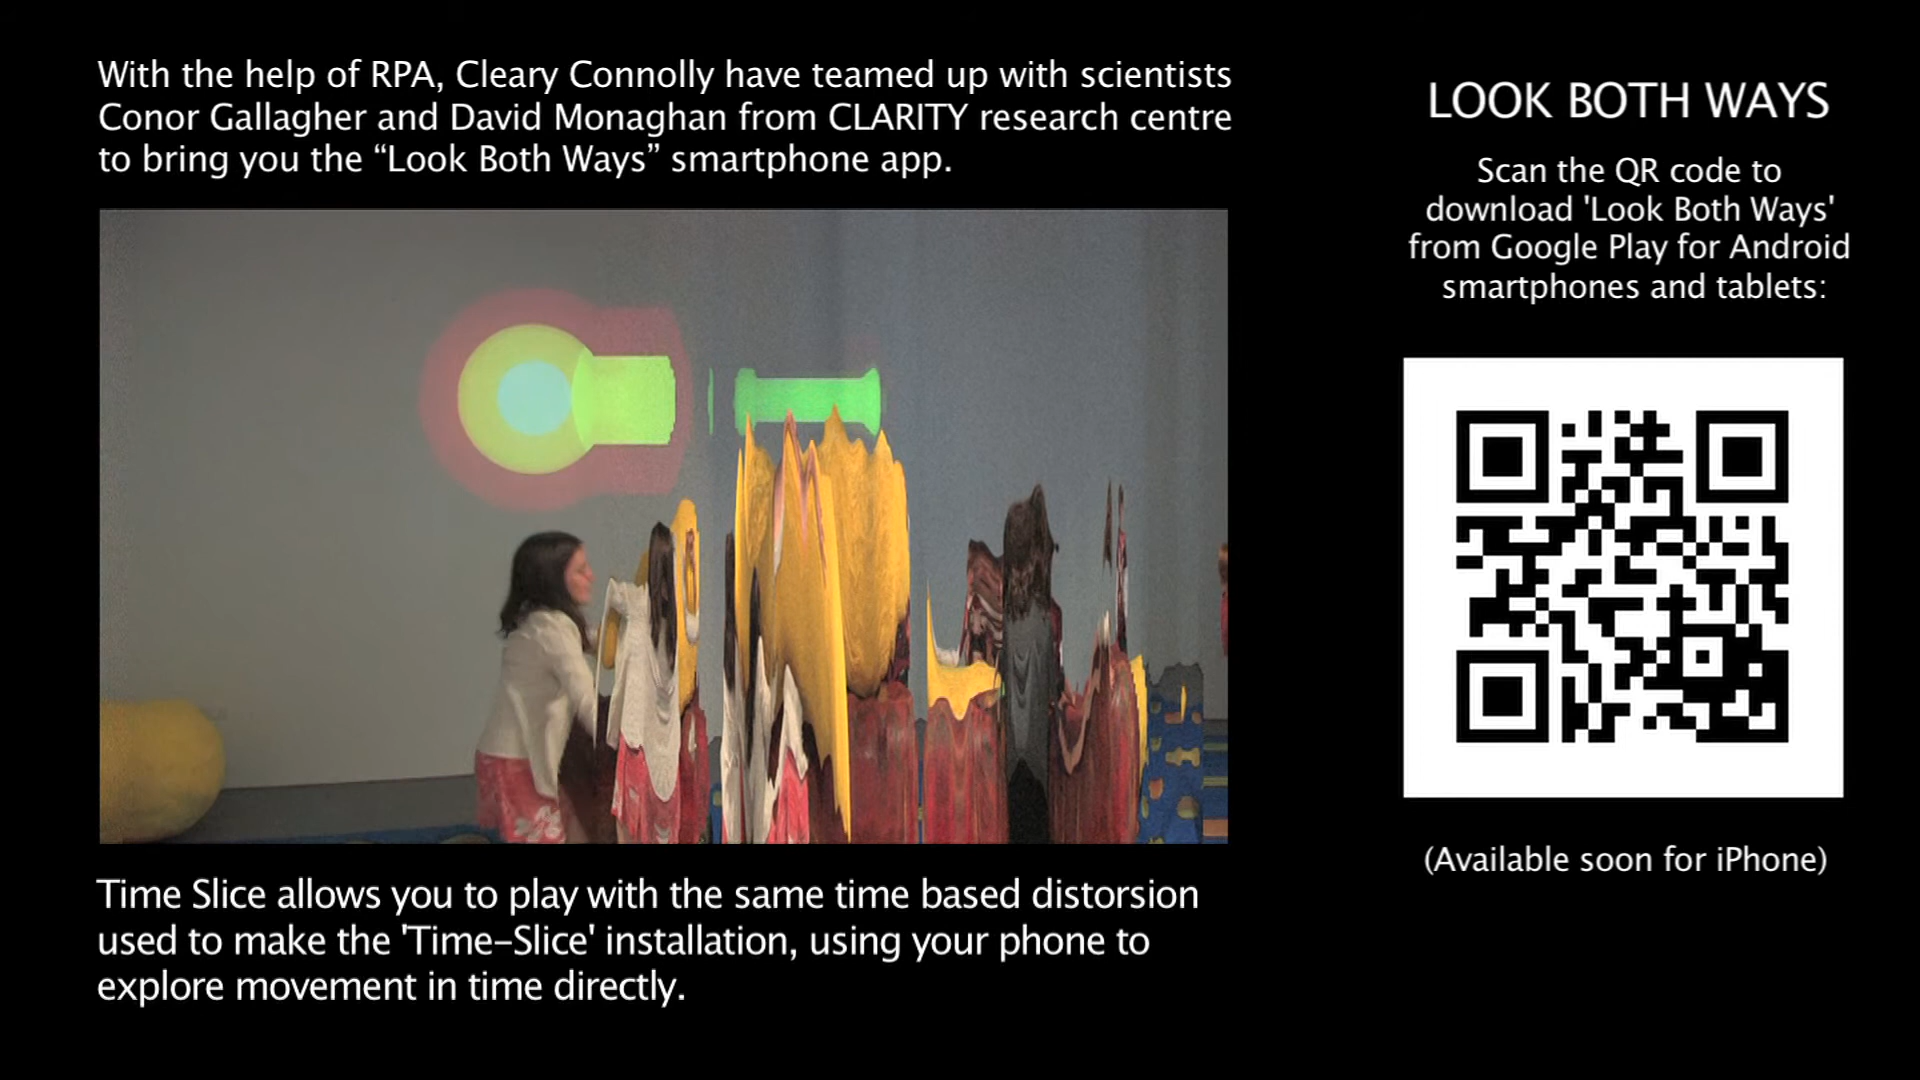 With the help of RPA, Cleary Connolly have teamed up with scientists
Conor Gallagher and David Monaghan from CLARITY research centre
to bring you the “Look Both Ways” smartphone app.
Time Slice allows you to play with the same time based distorsion
used to make the 'Time–Slice' installation, using your phone to
explore movement in time directly.
LOOK BOTH WAYS
Scan the QR code to
download 'Look Both Ways'
from Google Play for Android
smartphones and tablets:
(Available soon for iPhone)